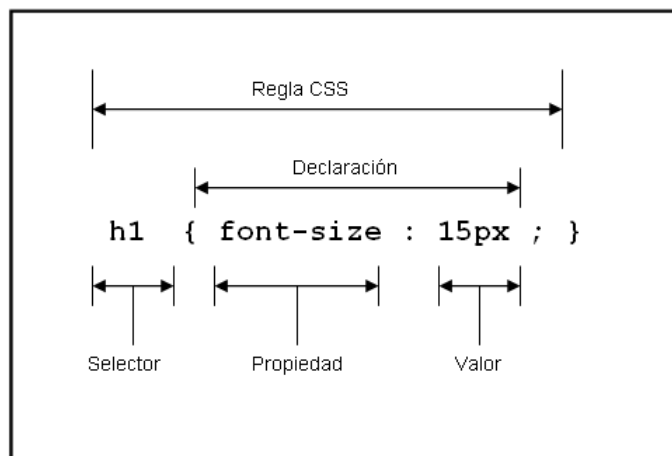 Regla CSS
Declaración
h1 { font-size : 15px ; }
Selector Propiedad Valor